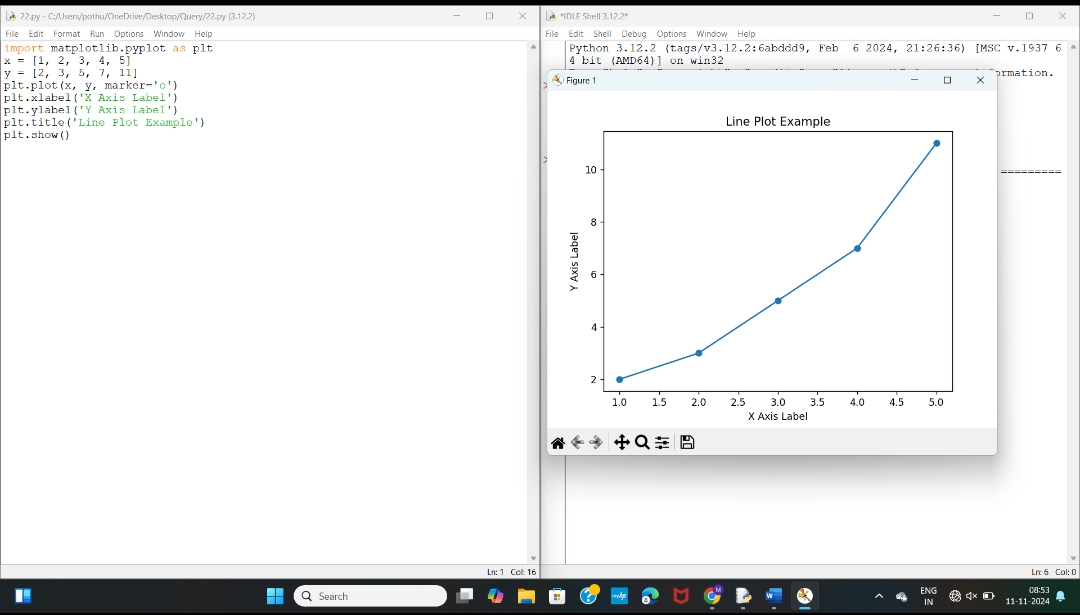 22.py - C:/Users/pothu/OneDrive/Desktop/Query/22.py (3.12.2)
File Edit Format Run Options Window Help
import matplotlib.pyplot as plt
x = [1, 2, 3, 4, 5]
y = [2, 3, 5, 7, 11]
plt.plot(x, y, marker='o')
plt.xlabel('X Axis Label')
plt.ylabel('Y Axis Label')
plt.title('Line Plot Example')
plt.show()
Ln: 1 Col: 16
*IDLE Shell 3.12.2*
File Edit Shell Debug Options Window Help
Python 3.12.2 (tags/v3.12.2:6abddd9, Feb 6 2024, 21:26:36) [MSC v.1937 6
4 bit (AMD64)] on win32
ormation.
=========
Figure 1
Line Plot Example
10
8
6
4
2
Y Axis Label
1.0 1.5 2.0 2.5 3.0 3.5 4.0 4.5 5.0
X Axis Label
Ln: 6 Col: 0
Search
ENG
IN
08:53
11-11-2024